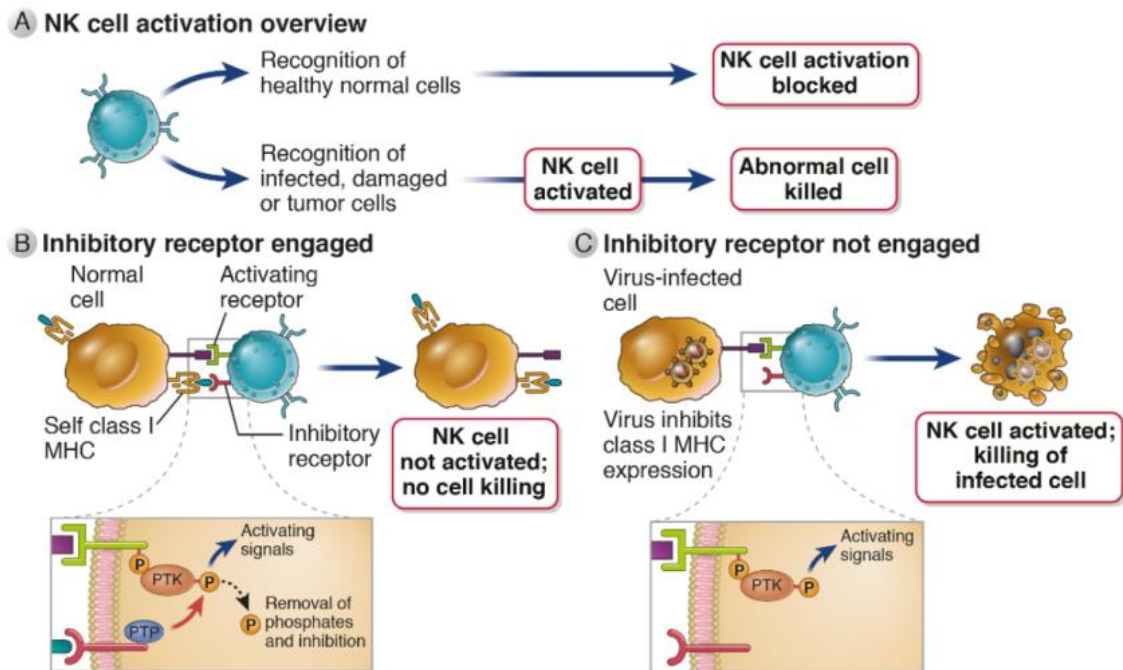 A NK cell activation overview
Recognition of
healthy normal cells
NK cell activation
blocked
Recognition of
infected, damaged
or tumor cells
NK cell
activated
Abnormal cell
killed
B Inhibitory receptor engaged
Normal
cell
Activating
receptor
Self class I
MHC
Inhibitory
receptor
NK cell
not activated;
no cell killing
Activating
signals
P
PTK
P
Removal of
phosphates
and inhibition
P
PTP
C Inhibitory receptor not engaged
Virus-infected
cell
Virus inhibits
class I MHC
expression
NK cell activated;
killing of
infected cell
Activating
signals
P
PTK
P